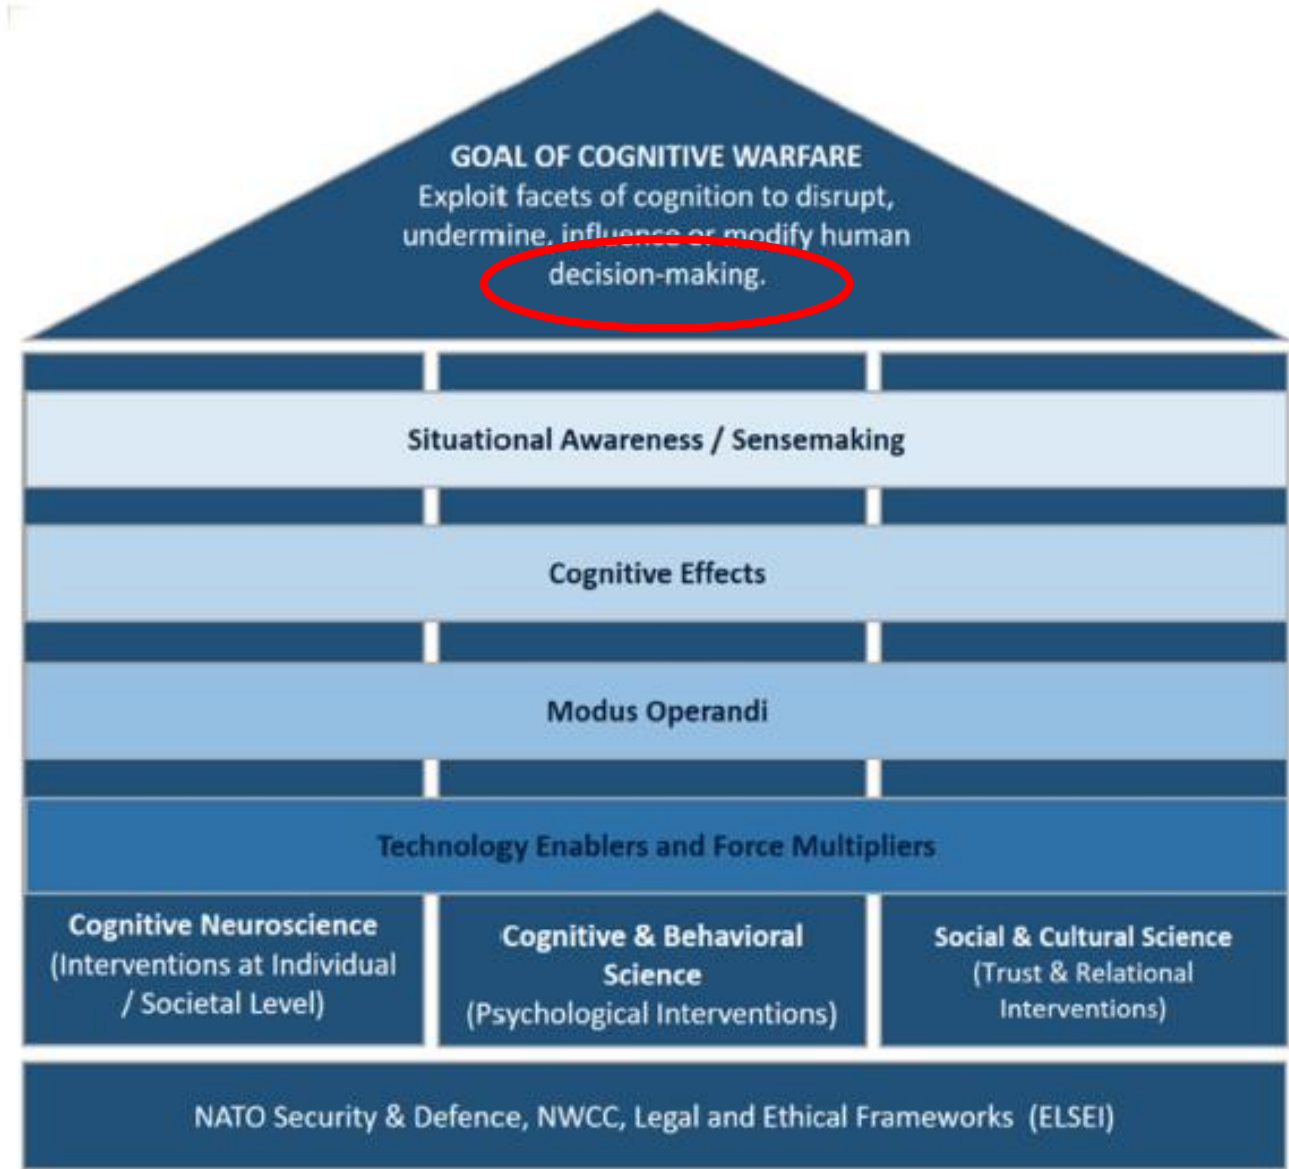 GOAL OF COGNITIVE WARFARE
Exploit facets of cognition to disrupt,
undermine, influence or modify human
decision-making.
Situational Awareness / Sensemaking
Cognitive Effects
Modus Operandi
Technology Enablers and Force Multipliers
Cognitive Neuroscience
(Interventions at Individual
/ Societal Level)
Cognitive & Behavioral
Science
(Psychological Interventions)
Social & Cultural Science
(Trust & Relational
Interventions)
NATO Security & Defence, NWCC, Legal and Ethical Frameworks (ELSEI)